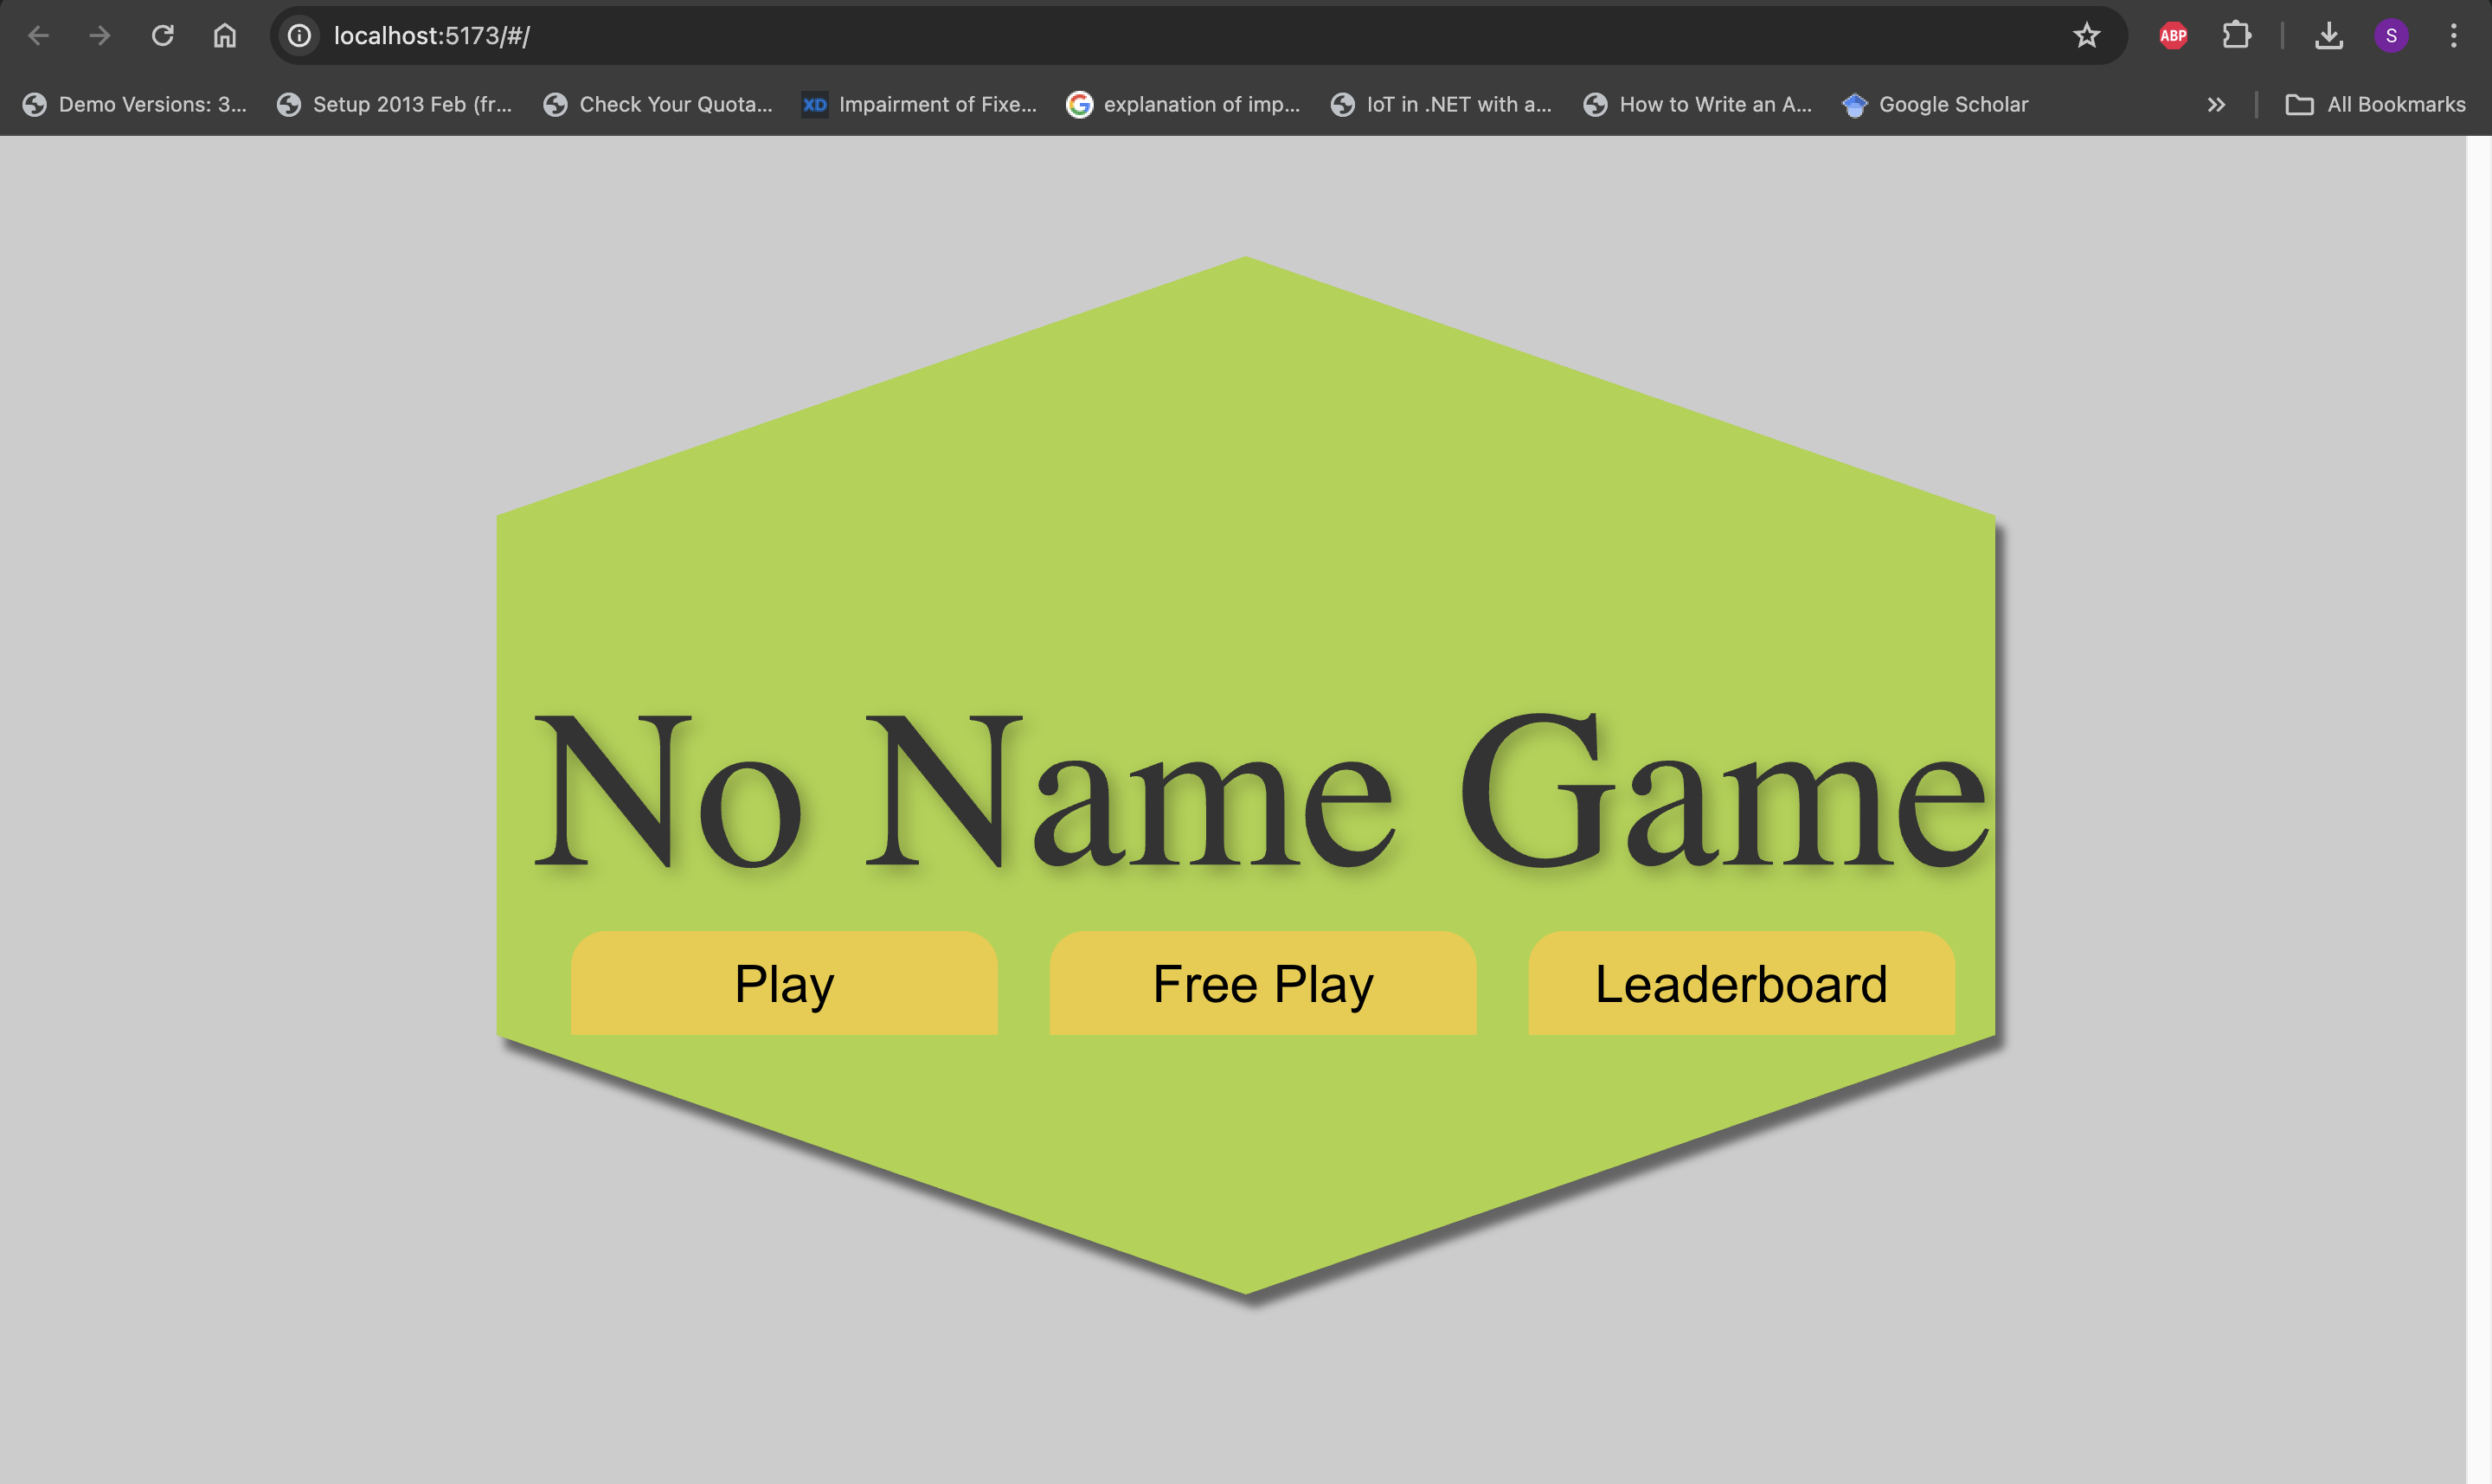 localhost:5173/#/
ABP
S
Demo Versions: 3... Setup 2013 Feb (fr... Check Your Quota... XD Impairment of Fixe... G explanation of imp... IoT in .NET with a... How to Write an A... Google Scholar All Bookmarks
No Name Game
Play Free Play Leaderboard